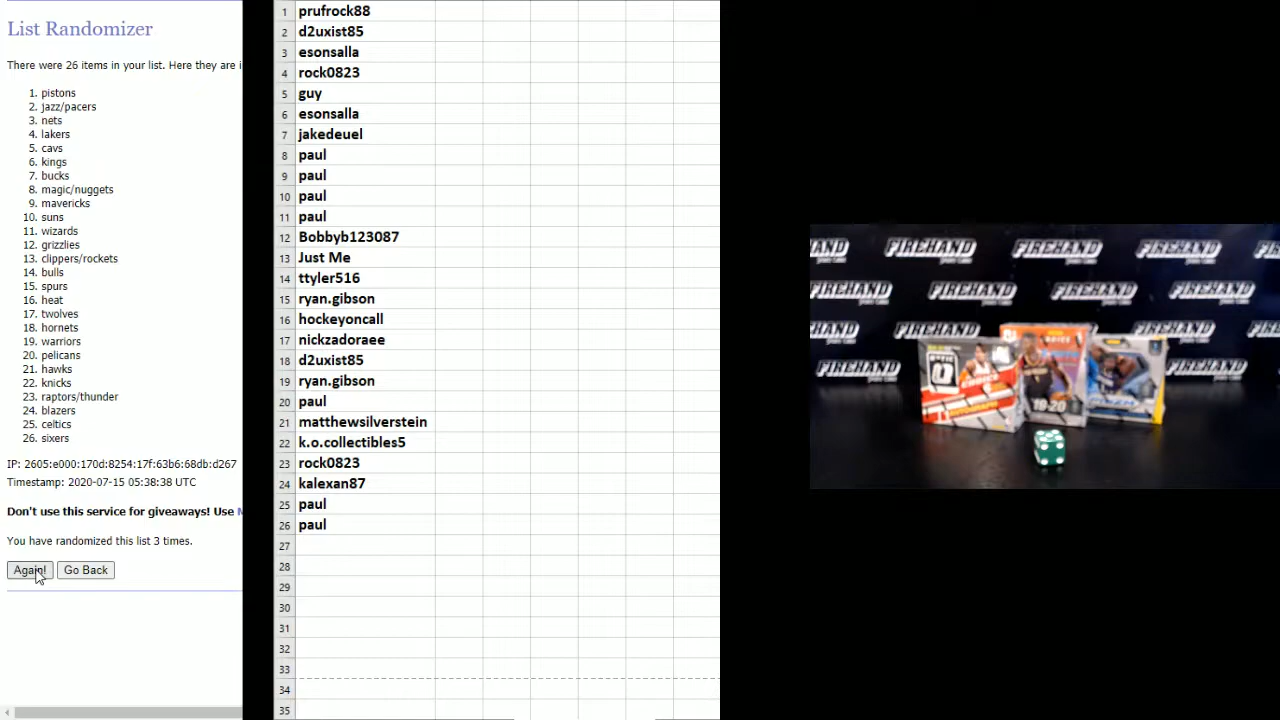 List Randomizer
There were 26 items in your list. Here they are i
1. pistons
2. jazz/pacers
3. nets
4. lakers
5. cavs
6. kings
7. bucks
8. magic/nuggets
9. mavericks
10. suns
11. wizards
12. grizzlies
13. clippers/rockets
14. bulls
15. spurs
16. heat
17. twolves
18. hornets
19. warriors
20. pelicans
21. hawks
22. knicks
23. raptors/thunder
24. blazers
25. celtics
26. sixers
IP: 2605:e000:170d:8254:17f:63b6:68db:d267
Timestamp: 2020-07-15 05:38:38 UTC
Don't use this service for giveaways! Use
You have randomized this list 3 times.
Again! Go Back
1 prufrock88
2 d2uxist85
3 esonsalla
4 rock0823
5 guy
6 esonsalla
7 jakedeuel
8 paul
9 paul
10 paul
11 paul
12 Bobbyb123087
13 Just Me
14 ttyler516
15 ryan.gibson
16 hockeyoncall
17 nickzadoraee
18 d2uxist85
19 ryan.gibson
20 paul
21 matthewsilverstein
22 k.o.collectibles5
23 rock0823
24 kalexan87
25 paul
26 paul
27
28
29
30
31
32
33
34
35
FIREHAND FIREHAND FIREHAND
FIREHAND FIREHAND FIREHAND
FIREHAND FIREHAND
FIREHAND FIREHAND
19-20